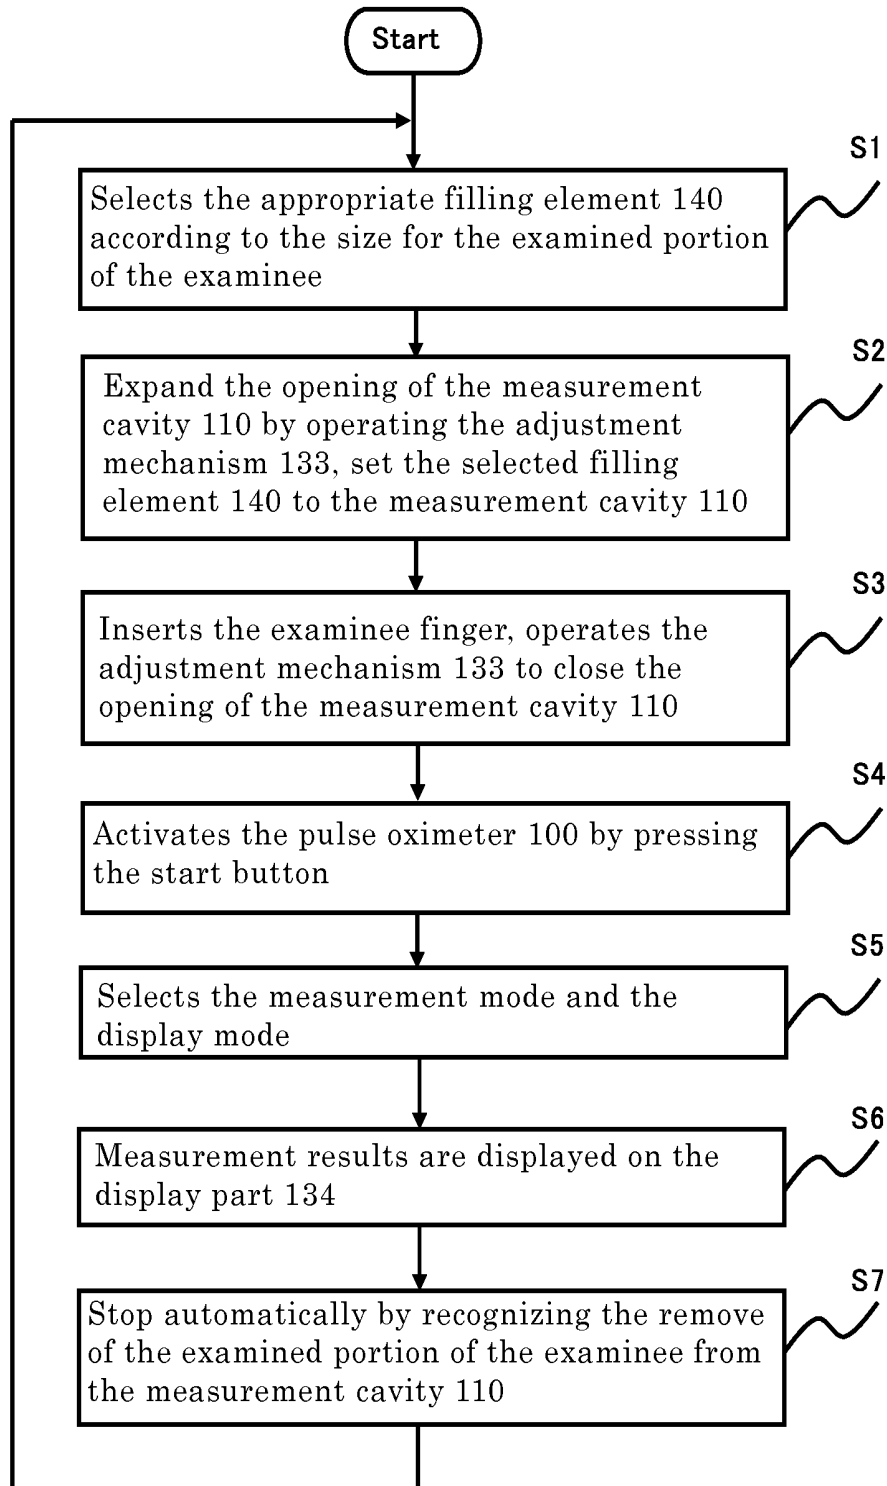 Start
S1
Selects the appropriate filling element 140
according to the size for the examined portion
of the examinee
S2
Expand the opening of the measurement
cavity 110 by operating the adjustment
mechanism 133, set the selected filling
element 140 to the measurement cavity 110
S3
Inserts the examinee finger, operates the
adjustment mechanism 133 to close the
opening of the measurement cavity 110
S4
Activates the pulse oximeter 100 by pressing
the start button
S5
Selects the measurement mode and the
display mode
S6
Measurement results are displayed on the
display part 134
S7
Stop automatically by recognizing the remove
of the examined portion of the examinee from
the measurement cavity 110